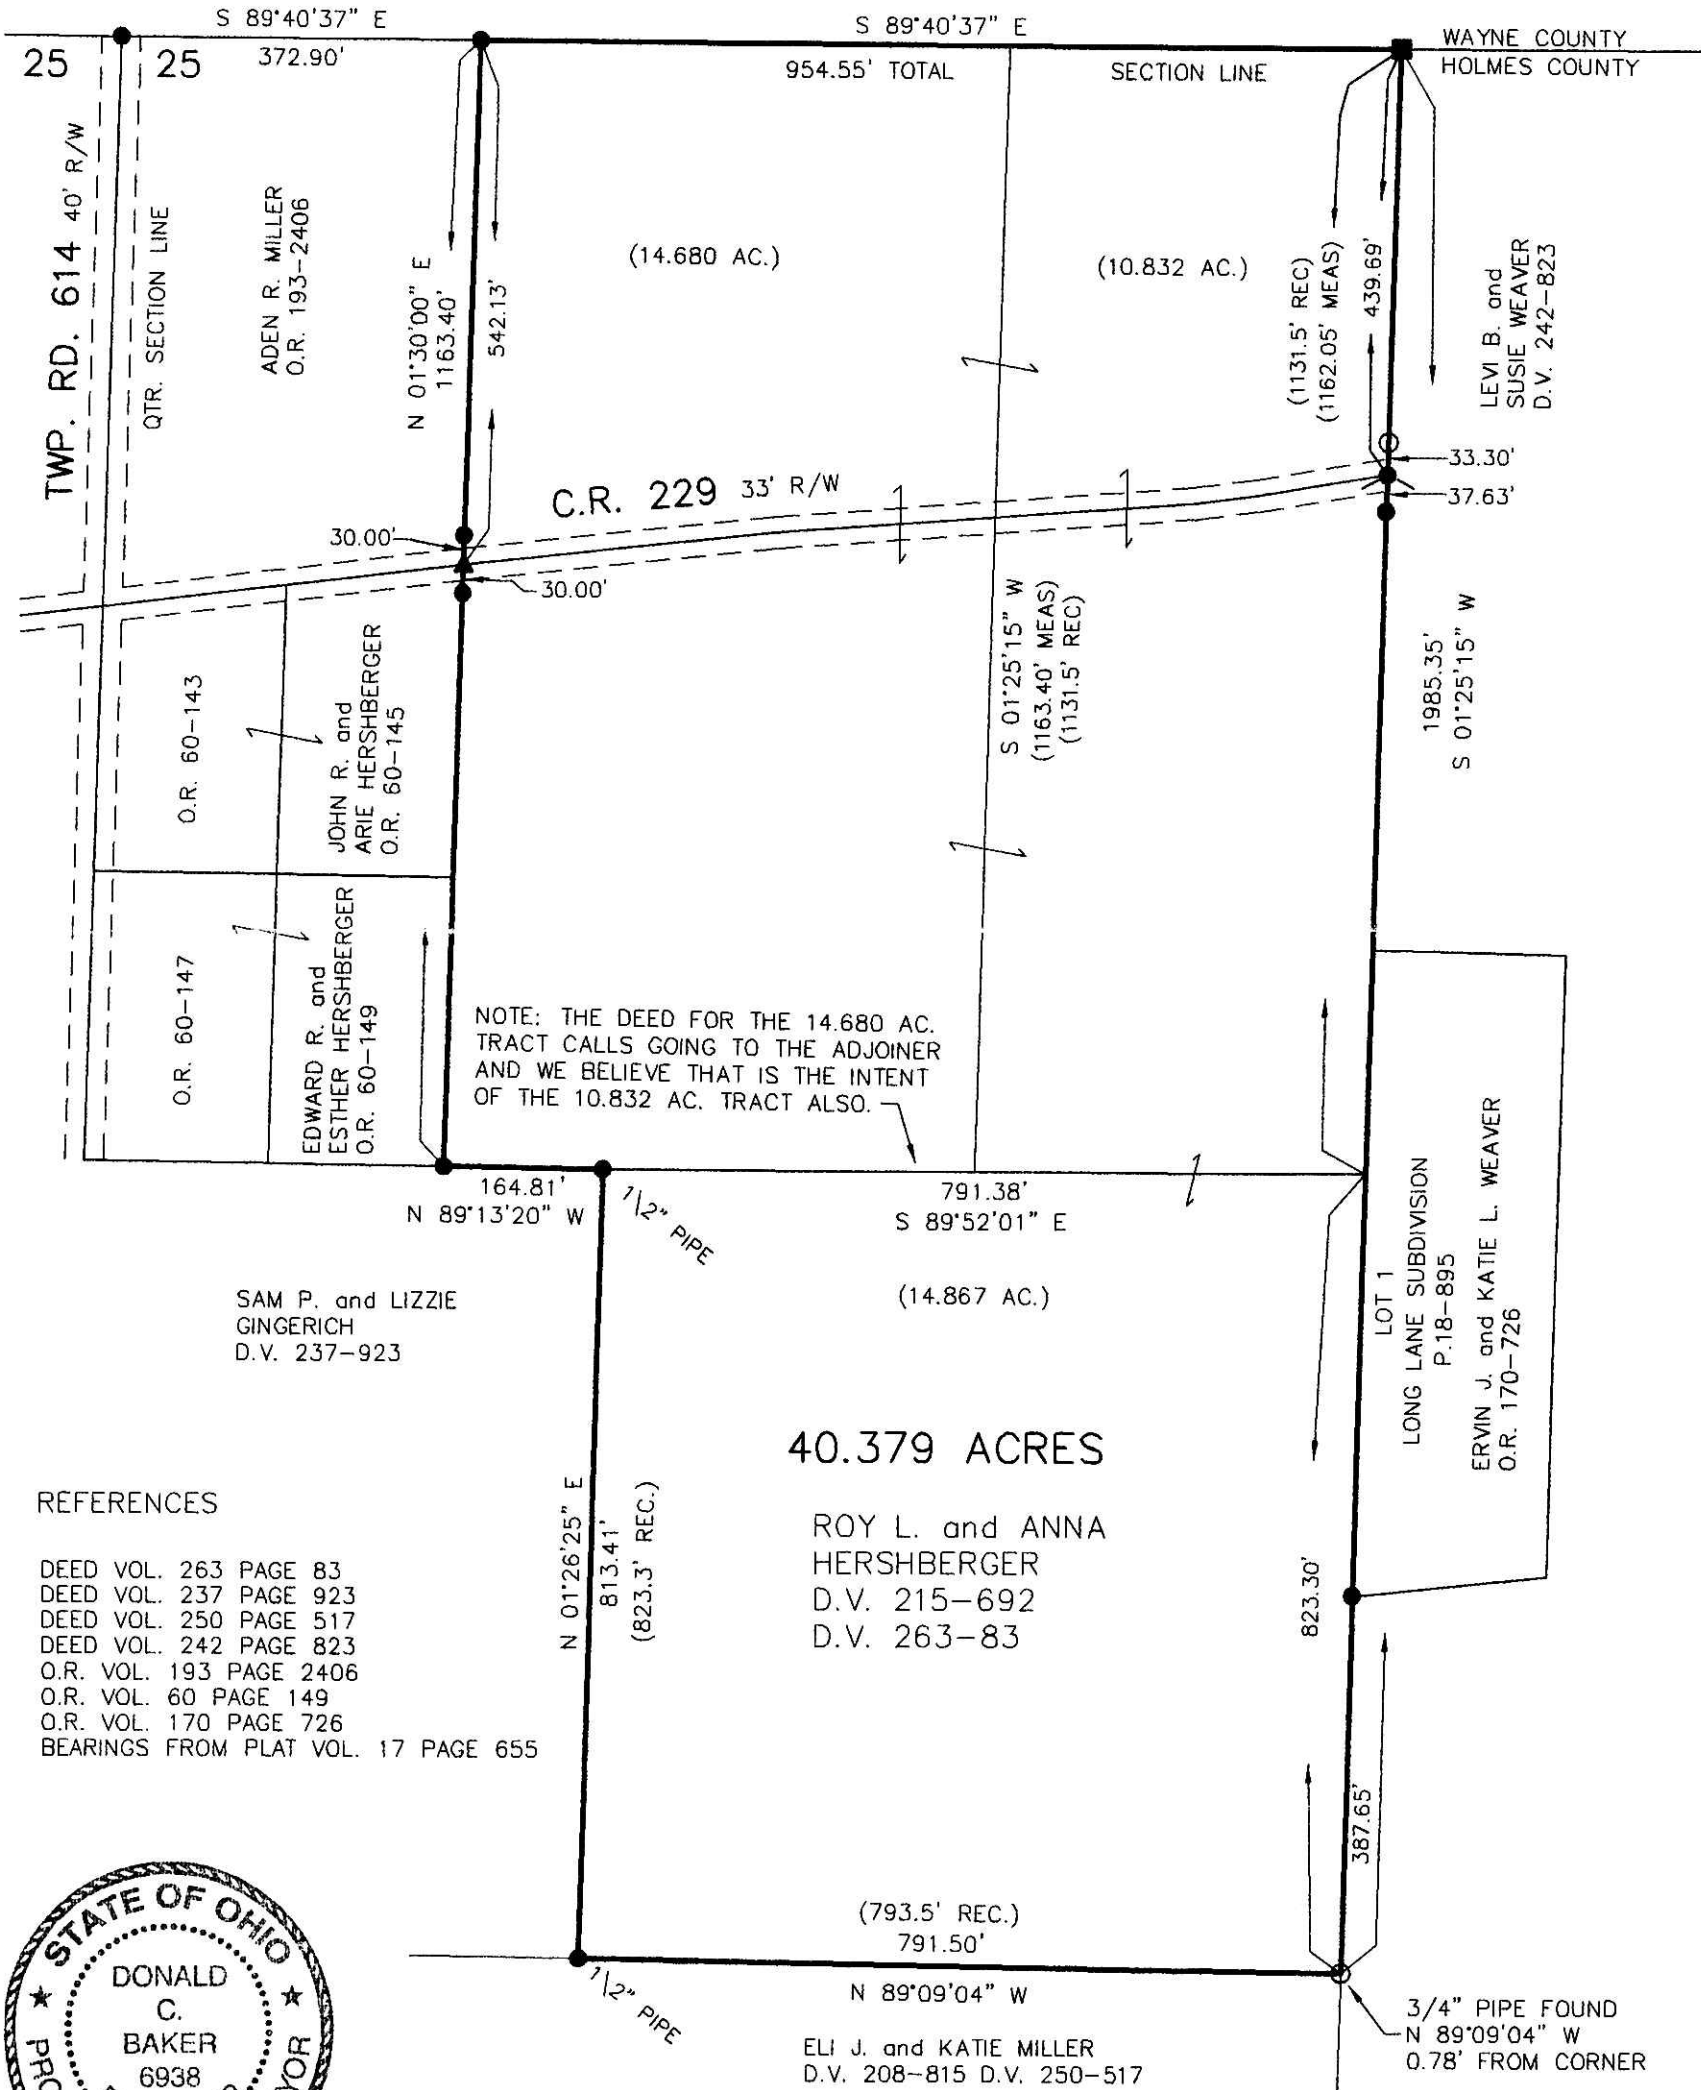 S 89°40'37" E
372.90'
S 89°40'37" E
954.55' TOTAL
SECTION LINE
WAYNE COUNTY
HOLMES COUNTY
25
25
TWP. RD. 614 40' R/W
QTR. SECTION LINE
ADEN R. MILLER
O.R. 193-2406
N 01°30'00" E
1163.40'
542.13'
(14.680 AC.)
(10.832 AC.)
(1131.5' REC)
(1162.05' MEAS)
439.69'
LEVI B. and
SUSIE WEAVER
D.V. 242-823
33.30'
37.63'
C.R. 229 33' R/W
30.00'
30.00'
O.R. 60-143
JOHN R. and
ARIE HERSHBERGER
O.R. 60-145
S 01°25'15" W
(1163.40' MEAS)
(1131.5' REC)
1985.35'
S 01°25'15" W
O.R. 60-147
EDWARD R. and
ESTHER HERSHBERGER
O.R. 60-149
NOTE: THE DEED FOR THE 14.680 AC.
TRACT CALLS GOING TO THE ADJOINER
AND WE BELIEVE THAT IS THE INTENT
OF THE 10.832 AC. TRACT ALSO.
164.81'
N 89°13'20" W
1/2" PIPE
791.38'
S 89°52'01" E
LOT 1
LONG LANE SUBDIVISION
P.18-895
ERVIN J. and KATIE L. WEAVER
O.R. 170-726
SAM P. and LIZZIE
GINGERICH
D.V. 237-923
(14.867 AC.)
40.379 ACRES
ROY L. and ANNA
HERSHBERGER
D.V. 215-692
D.V. 263-83
N 01°26'25" E
813.41'
(823.3' REC.)
823.30'
387.65'
REFERENCES
DEED VOL. 263 PAGE 83
DEED VOL. 237 PAGE 923
DEED VOL. 250 PAGE 517
DEED VOL. 242 PAGE 823
O.R. VOL. 193 PAGE 2406
O.R. VOL. 60 PAGE 149
O.R. VOL. 170 PAGE 726
BEARINGS FROM PLAT VOL. 17 PAGE 655
(793.5' REC.)
791.50'
N 89°09'04" W
1/2" PIPE
3/4" PIPE FOUND
N 89°09'04" W
0.78' FROM CORNER
ELI J. and KATIE MILLER
D.V. 208-815 D.V. 250-517
STATE OF OHIO
DONALD
C.
BAKER
6938